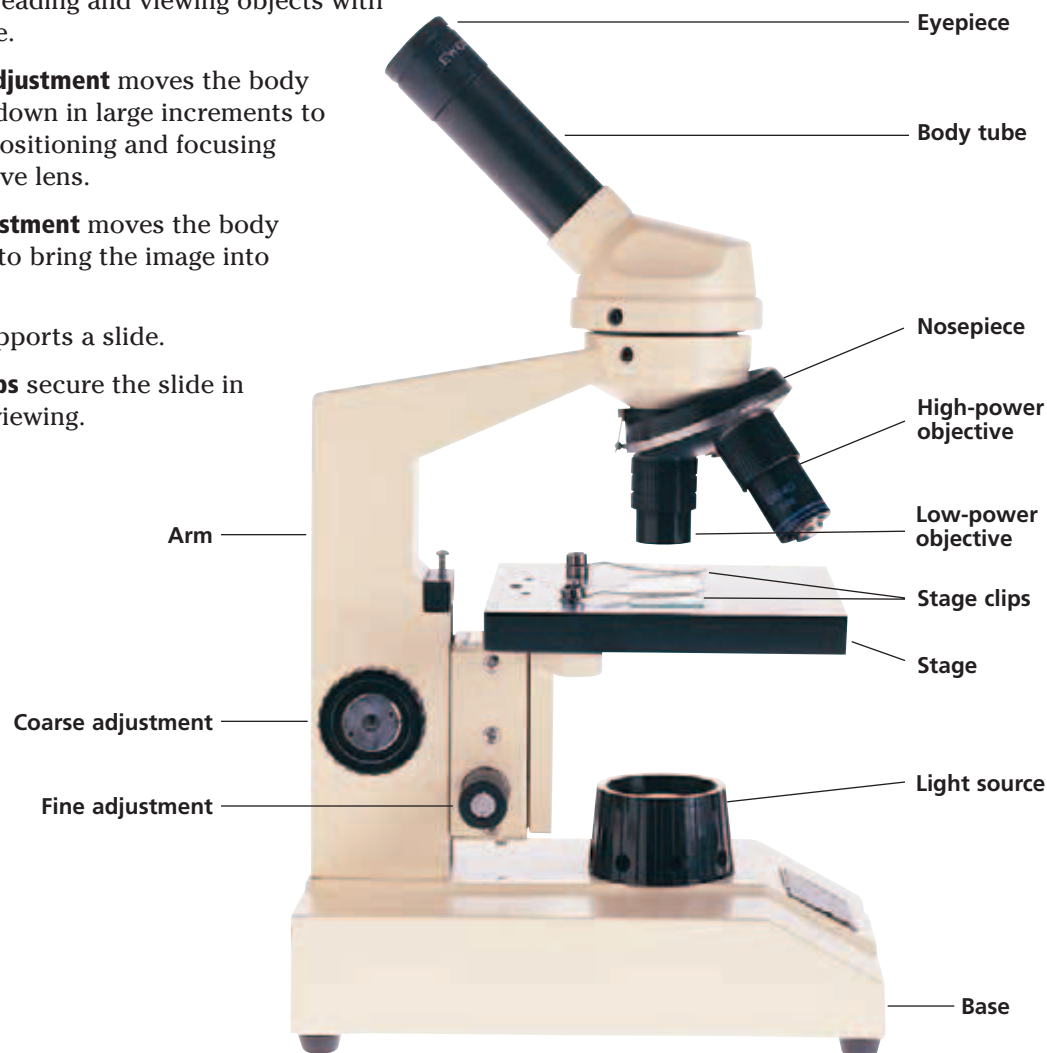 eading and viewing objects with
e.
djustment moves the body
down in large increments to
ositioning and focusing
ve lens.
stment moves the body
to bring the image into
pports a slide.
ps secure the slide in
viewing.
Eyepiece
Body tube
Nosepiece
High-power
objective
Low-power
objective
Stage clips
Stage
Light source
Base
Arm
Coarse adjustment
Fine adjustment